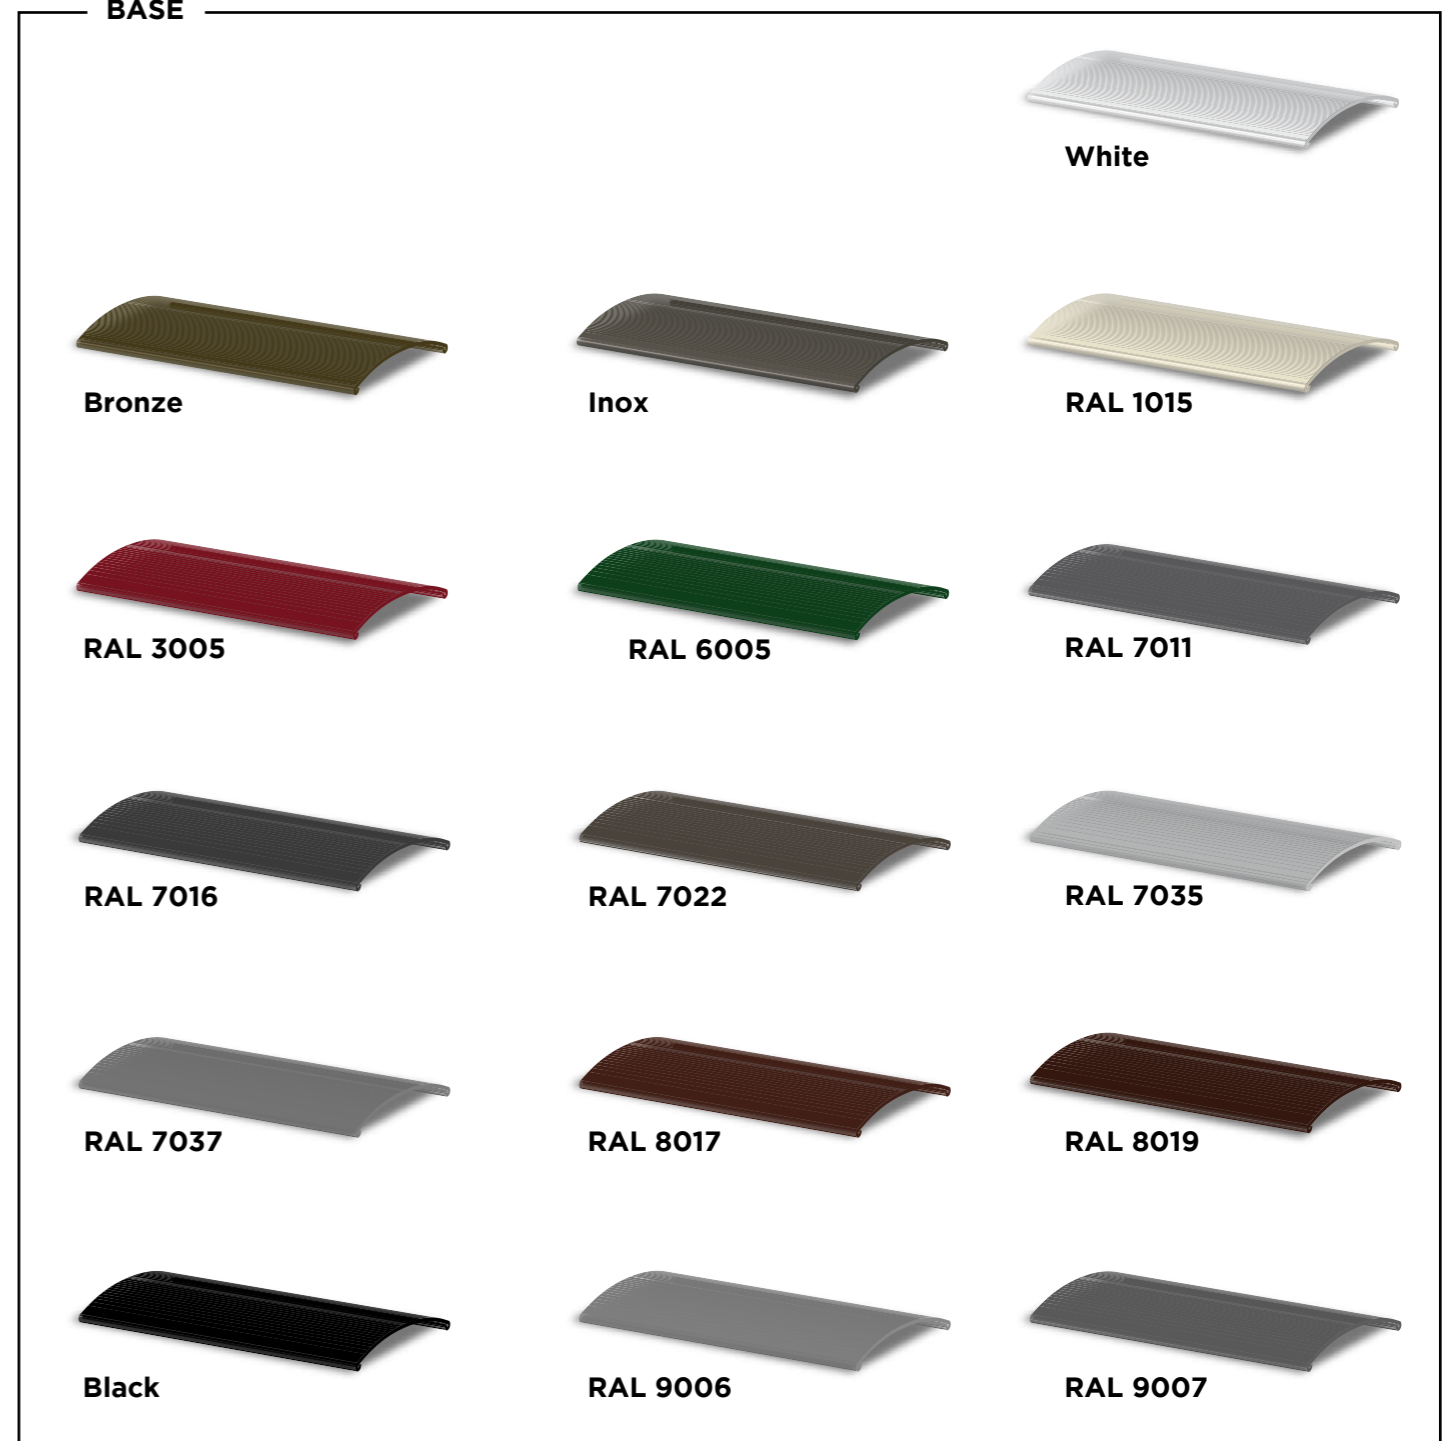 BASE
White
Bronze
Inox
RAL 1015
RAL 3005
RAL 6005
RAL 7011
RAL 7016
RAL 7022
RAL 7035
RAL 7037
RAL 8017
RAL 8019
Black
RAL 9006
RAL 9007